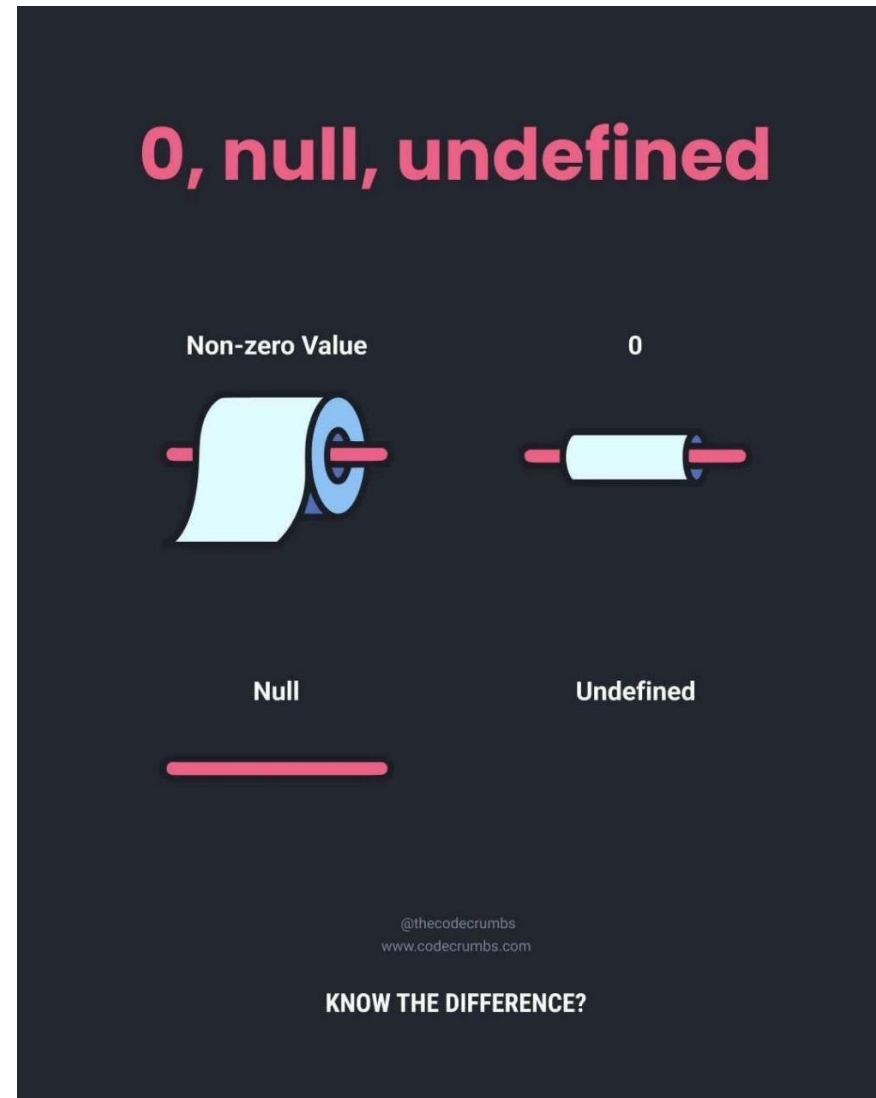 0, null, undefined
Non-zero Value
0
Null
Undefined
@thecodecrumbs
www.codecrumbs.com
KNOW THE DIFFERENCE?